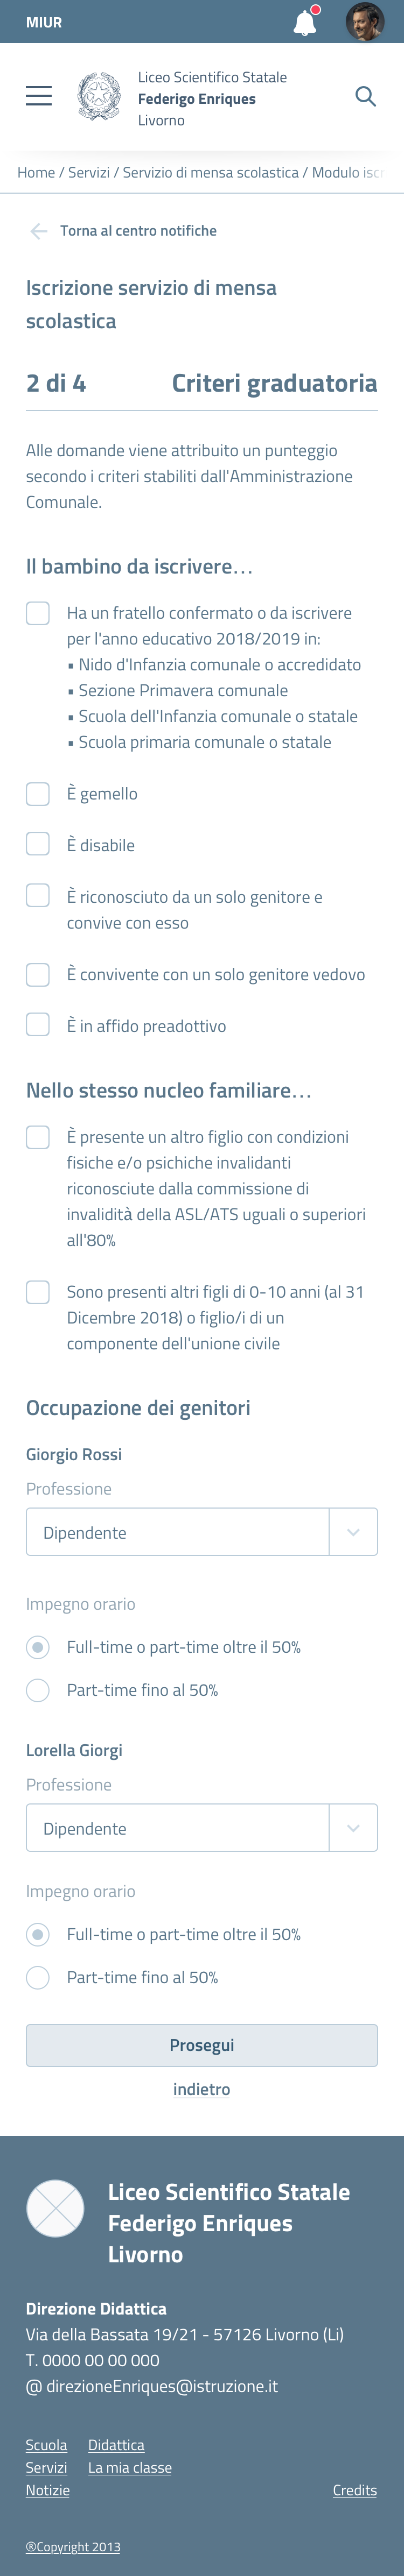 MIUR
Liceo Scientifico Statale
Federigo Enriques
Livorno
Home / Servizi / Servizio di mensa scolastica / Modulo iscr
Torna al centro notifiche
Iscrizione servizio di mensa
scolastica
2 di 4 Criteri graduatoria
Alle domande viene attribuito un punteggio
secondo i criteri stabiliti dall'Amministrazione
Comunale.
Il bambino da iscrivere...
Ha un fratello confermato o da iscrivere
per l'anno educativo 2018/2019 in:
▪ Nido d'Infanzia comunale o accredidato
▪ Sezione Primavera comunale
▪ Scuola dell'Infanzia comunale o statale
▪ Scuola primaria comunale o statale
È gemello
È disabile
È riconosciuto da un solo genitore e
convive con esso
È convivente con un solo genitore vedovo
È in affido preadottivo
Nello stesso nucleo familiare...
È presente un altro figlio con condizioni
fisiche e/o psichiche invalidanti
riconosciute dalla commissione di
invalidità della ASL/ATS uguali o superiori
all'80%
Sono presenti altri figli di 0-10 anni (al 31
Dicembre 2018) o figlio/i di un
componente dell'unione civile
Occupazione dei genitori
Giorgio Rossi
Professione
Dipendente
Impegno orario
Full-time o part-time oltre il 50%
Part-time fino al 50%
Lorella Giorgi
Professione
Dipendente
Impegno orario
Full-time o part-time oltre il 50%
Part-time fino al 50%
Prosegui
indietro
Liceo Scientifico Statale
Federigo Enriques
Livorno
Direzione Didattica
Via della Bassata 19/21 - 57126 Livorno (Li)
T. 0000 00 00 000
@ direzioneEnriques@istruzione.it
Scuola Didattica
Servizi La mia classe
Notizie Credits
®Copyright 2013